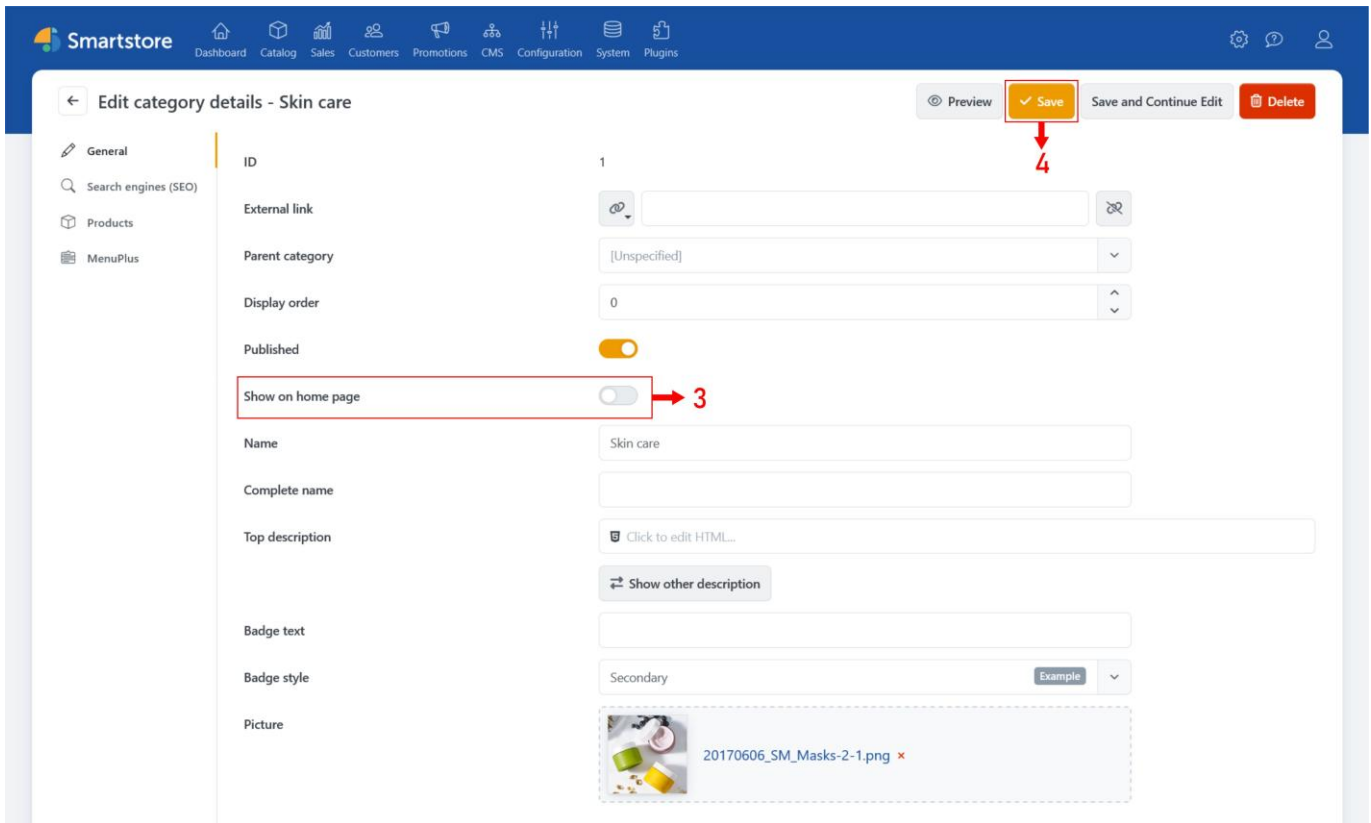 Smartstore
Dashboard Catalog Sales Customers Promotions CMS Configuration System Plugins
Edit category details - Skin care
Preview Save Save and Continue Edit Delete
4
General
Search engines (SEO)
Products
MenuPlus
ID 1
External link
Parent category [Unspecified]
Display order 0
Published
Show on home page 3
Name Skin care
Complete name
Top description Click to edit HTML...
Show other description
Badge text
Badge style Secondary Example
Picture
20170606_SM_Masks-2-1.png ×